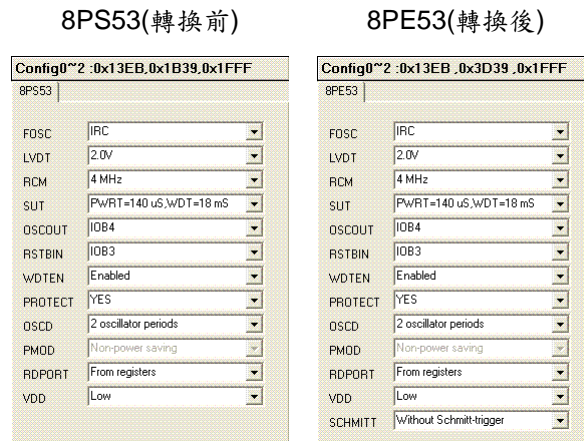 8PS53(轉換前)
Config0~2 :0x13EB,0x1B39,0x1FFF
8PS53
FOSC IRC
LVDT 2.0V
RCM 4 MHz
SUT PWRT=140 uS,WDT=18 mS
OSCOUT IOB4
RSTBIN IOB3
WDTEN Enabled
PROTECT YES
OSCD 2 oscillator periods
PMOD Non-power saving
RDPORT From registers
VDD Low
8PE53(轉換後)
Config0~2 :0x13EB ,0x3D39 ,0x1FFF
8PE53
FOSC IRC
LVDT 2.0V
RCM 4 MHz
SUT PWRT=140 uS,WDT=18 mS
OSCOUT IOB4
RSTBIN IOB3
WDTEN Enabled
PROTECT YES
OSCD 2 oscillator periods
PMOD Non-power saving
RDPORT From registers
VDD Low
SCHMITT Without Schmitt-trigger